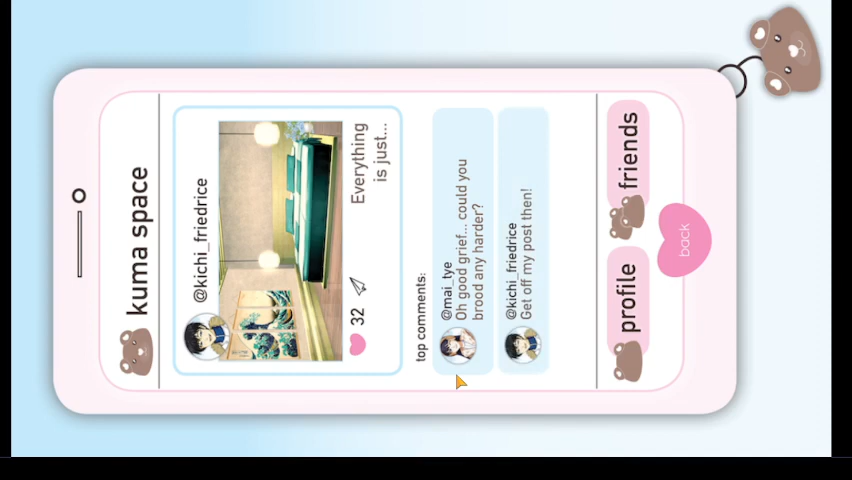 kuma space
@kichi_friedrice
32
Everything
is just...
top comments:
@mai_tye
Oh good grief... could you
brood any harder?
@kichi_friedrice
Get off my post then!
profile
friends
back